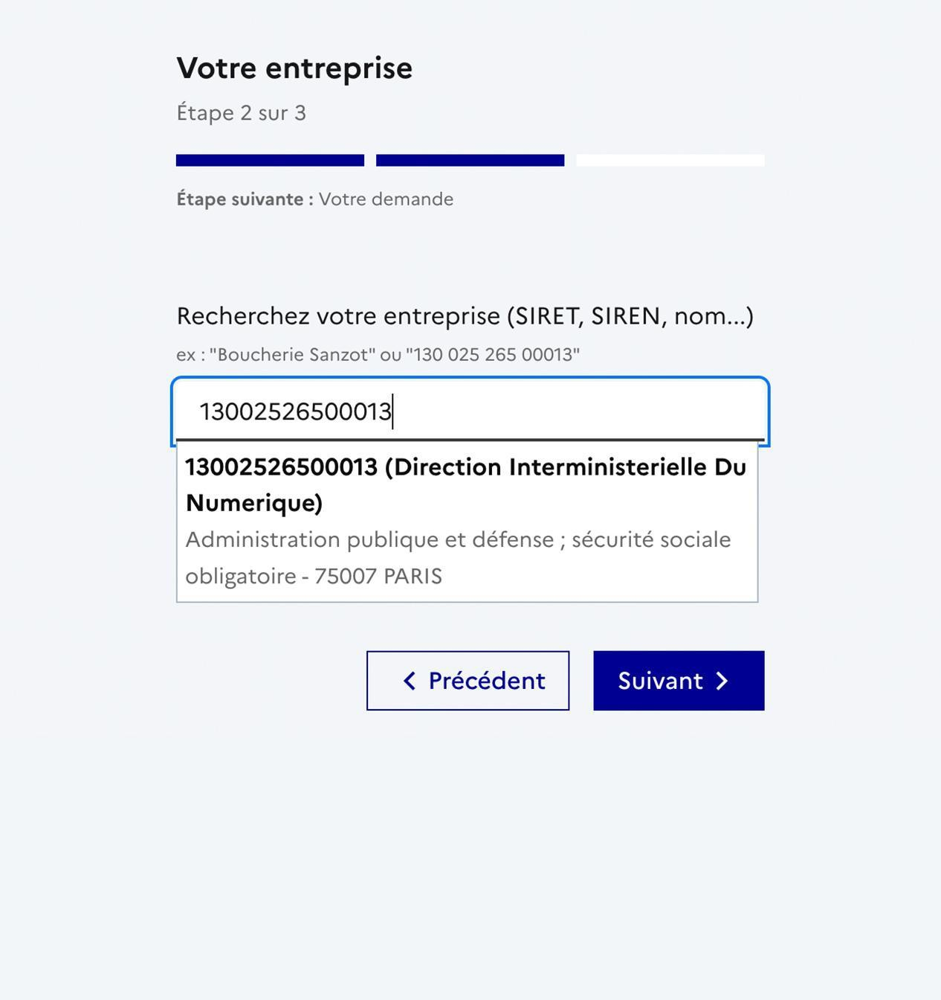 Votre entreprise
Étape 2 sur 3
Étape suivante : Votre demande
Recherchez votre entreprise (SIRET, SIREN, nom...)
ex : "Boucherie Sanzot" ou "130 025 265 00013"
13002526500013
13002526500013 (Direction Interministerielle Du
Numerique)
Administration publique et défense ; sécurité sociale
obligatoire - 75007 PARIS
Précédent
Suivant